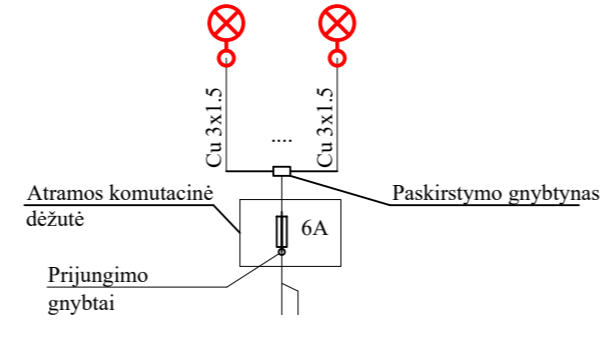 Cu 3x1.5
Cu 3x1.5
....
Atramos komutacinė
dėžutė
Paskirstymo gnybtynas
6A
Prijungimo
gnybtai